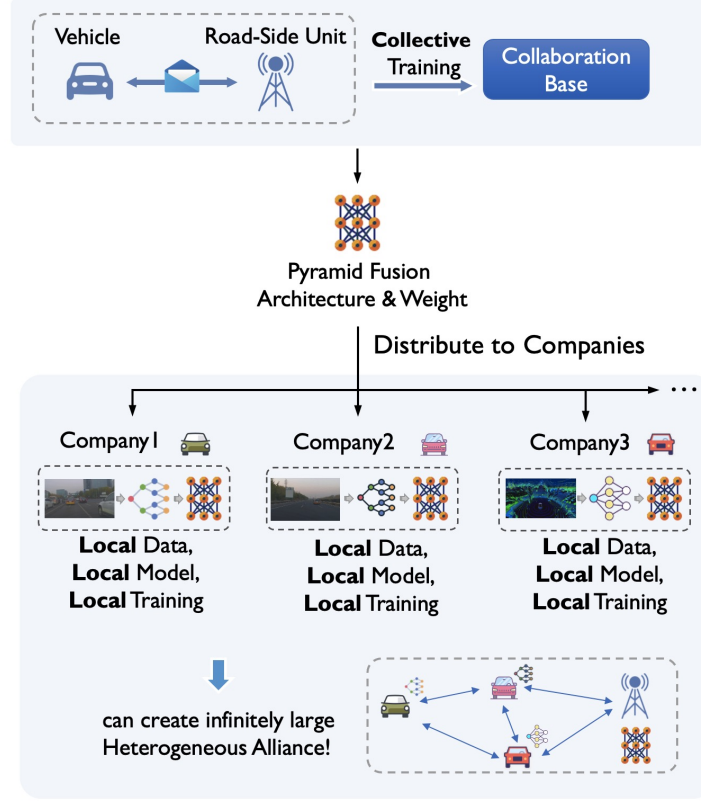 Vehicle
Road-Side Unit
Collective
Training
Collaboration
Base
Pyramid Fusion
Architecture & Weight
Distribute to Companies
...
Company1
Company2
Company3
Local Data,
Local Model,
Local Training
Local Data,
Local Model,
Local Training
Local Data,
Local Model,
Local Training
can create infinitely large
Heterogeneous Alliance!